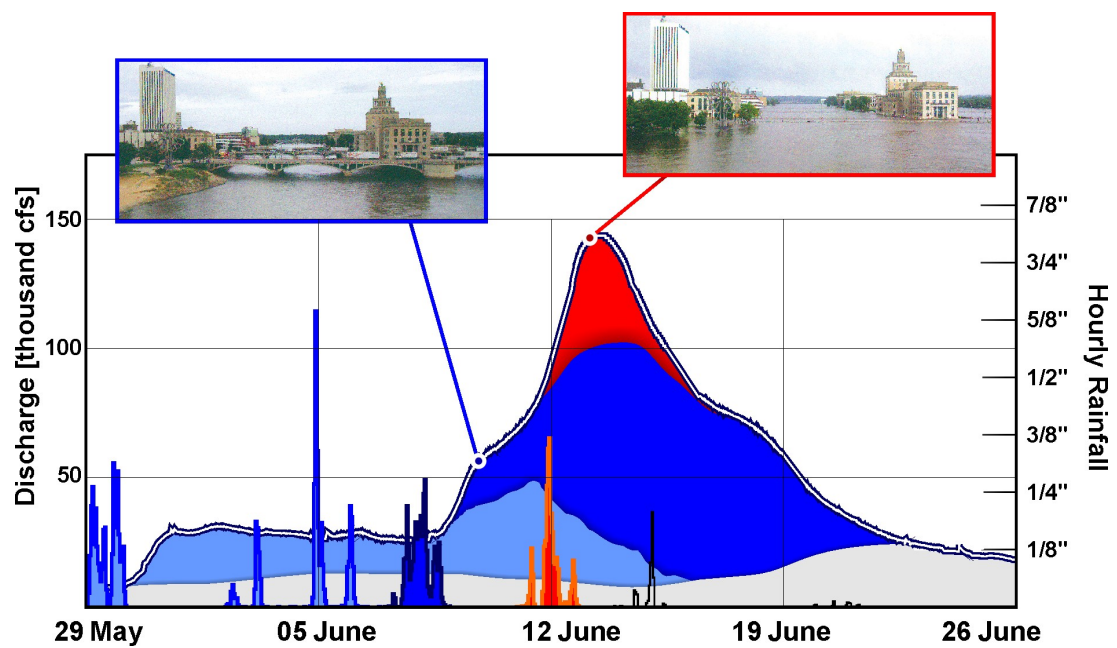 Discharge [thousand cfs]
150
100
50
7/8"
3/4"
5/8"
1/2"
3/8"
1/4"
1/8"
Hourly Rainfall
29 May
05 June
12 June
19 June
26 June